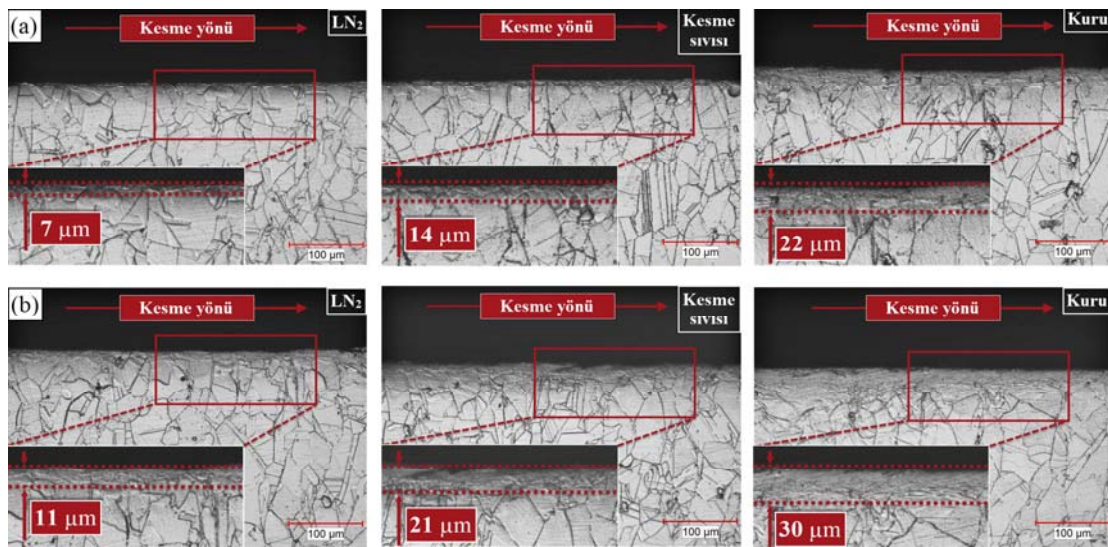 (a)
Kesme yönü
LN₂
7 µm
100 µm
Kesme yönü
Kesme
sıvısı
14 µm
100 µm
Kesme yönü
Kuru
22 µm
100 µm
(b)
Kesme yönü
LN₂
11 µm
100 µm
Kesme yönü
Kesme
sıvısı
21 µm
100 µm
Kesme yönü
Kuru
30 µm
100 µm